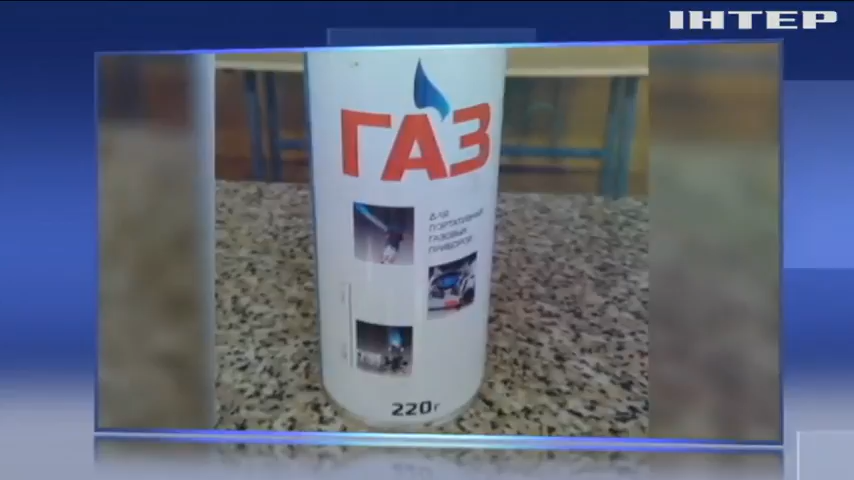 ІНТЕР
ГАЗ
ДЛЯ
ПОРТАТИВНЫХ
ГАЗОВЫХ
ПРИБОРОВ
220г